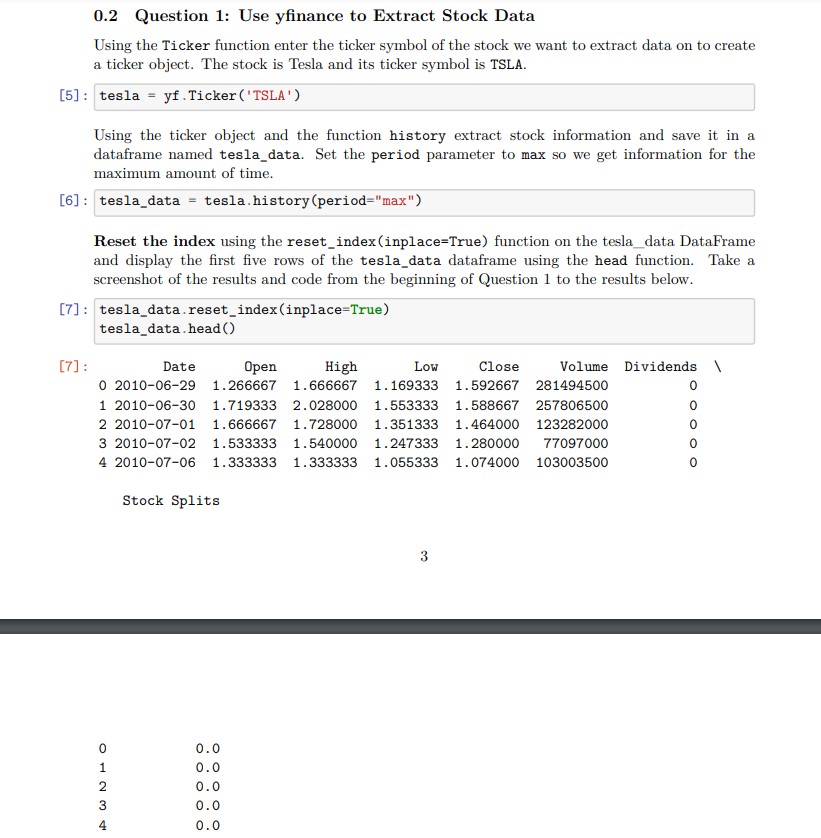 0.2 Question 1: Use yfinance to Extract Stock Data
Using the Ticker function enter the ticker symbol of the stock we want to extract data on to create
a ticker object. The stock is Tesla and its ticker symbol is TSLA.
[5]: tesla = yf.Ticker('TSLA')
Using the ticker object and the function history extract stock information and save it in a
dataframe named tesla_data. Set the period parameter to max so we get information for the
maximum amount of time.
[6]: tesla_data = tesla.history(period="max")
Reset the index using the reset_index(inplace=True) function on the tesla_data DataFrame
and display the first five rows of the tesla_data dataframe using the head function. Take a
screenshot of the results and code from the beginning of Question 1 to the results below.
[7]: tesla_data.reset_index(inplace=True)
tesla_data.head()
[7]: Date Open High Low Close Volume Dividends \
0 2010-06-29 1.266667 1.666667 1.169333 1.592667 281494500 0
1 2010-06-30 1.719333 2.028000 1.553333 1.588667 257806500 0
2 2010-07-01 1.666667 1.728000 1.351333 1.464000 123282000 0
3 2010-07-02 1.533333 1.540000 1.247333 1.280000 77097000 0
4 2010-07-06 1.333333 1.333333 1.055333 1.074000 103003500 0
Stock Splits
3
0 0.0
1 0.0
2 0.0
3 0.0
4 0.0